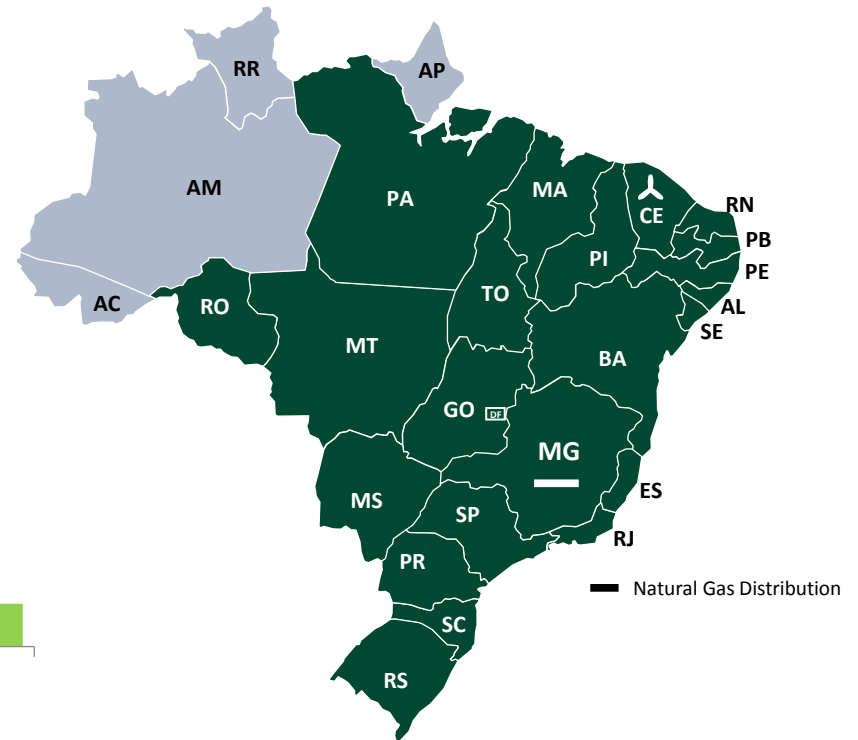 RR
AP
AM
PA
MA
CE
RN
PB
PI
PE
TO
AL
AC
RO
SE
MT
BA
GO
DF
MG
ES
MS
SP
RJ
PR
Natural Gas Distribution
SC
RS